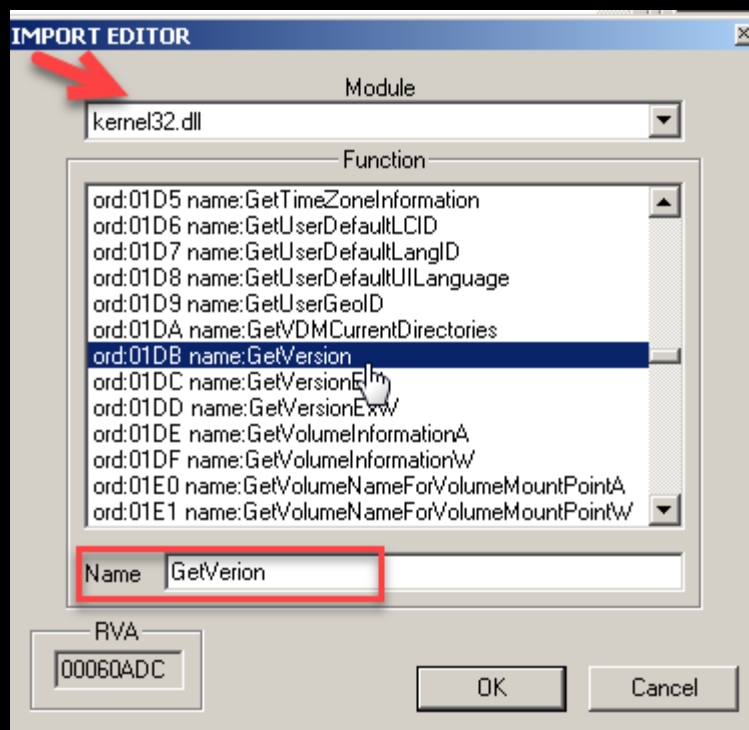 IMPORT EDITOR
Module
kernel32.dll
Function
ord:01D5 name:GetTimeZoneInformation
ord:01D6 name:GetUserDefaultLCID
ord:01D7 name:GetUserDefaultLangID
ord:01D8 name:GetUserDefaultUILanguage
ord:01D9 name:GetUserGeoID
ord:01DA name:GetVDMCurrentDirectories
ord:01DB name:GetVersion
ord:01DC
ord:01DD name:GetVersionExW
ord:01DE name:GetVolumeInformationA
ord:01DF name:GetVolumeInformationW
ord:01E0 name:GetVolumeNameForVolumeMountPointA
ord:01E1 name:GetVolumeNameForVolumeMountPointW
Name GetVerion
RVA
00060ADC
OK Cancel